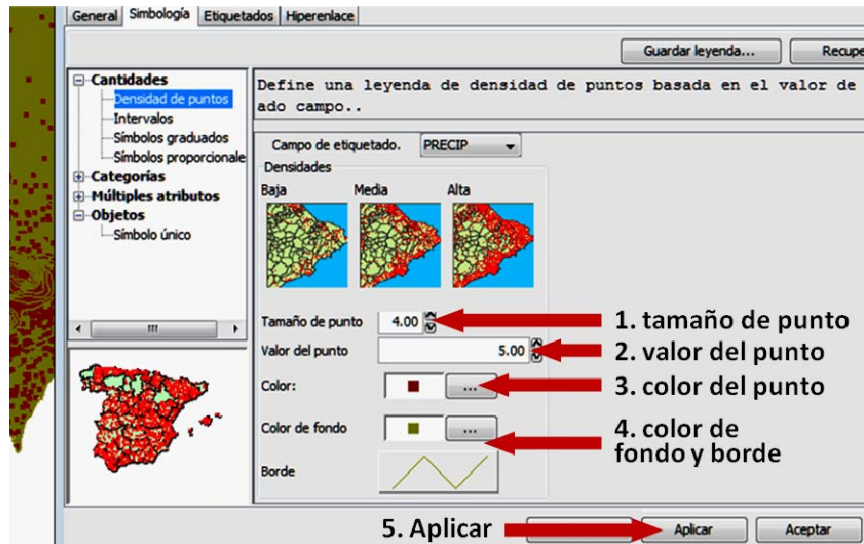 General Simbología Etiquetados Hiperenlace
Guardar leyenda... Recupe
Cantidades
Densidad de puntos
Intervalos
Símbolos graduados
Símbolos proporcionale
Categorías
Múltiples atributos
Objetos
Símbolo único
Define una leyenda de densidad de puntos basada en el valor de
ado campo..
Campo de etiquetado. PRECIP
Densidades
Baja Media Alta
Tamaño de punto 4.00
1. tamaño de punto
Valor del punto 5.00
2. valor del punto
Color: ...
3. color del punto
Color de fondo ...
4. color de
fondo y borde
Borde
5. Aplicar
Aplicar Aceptar